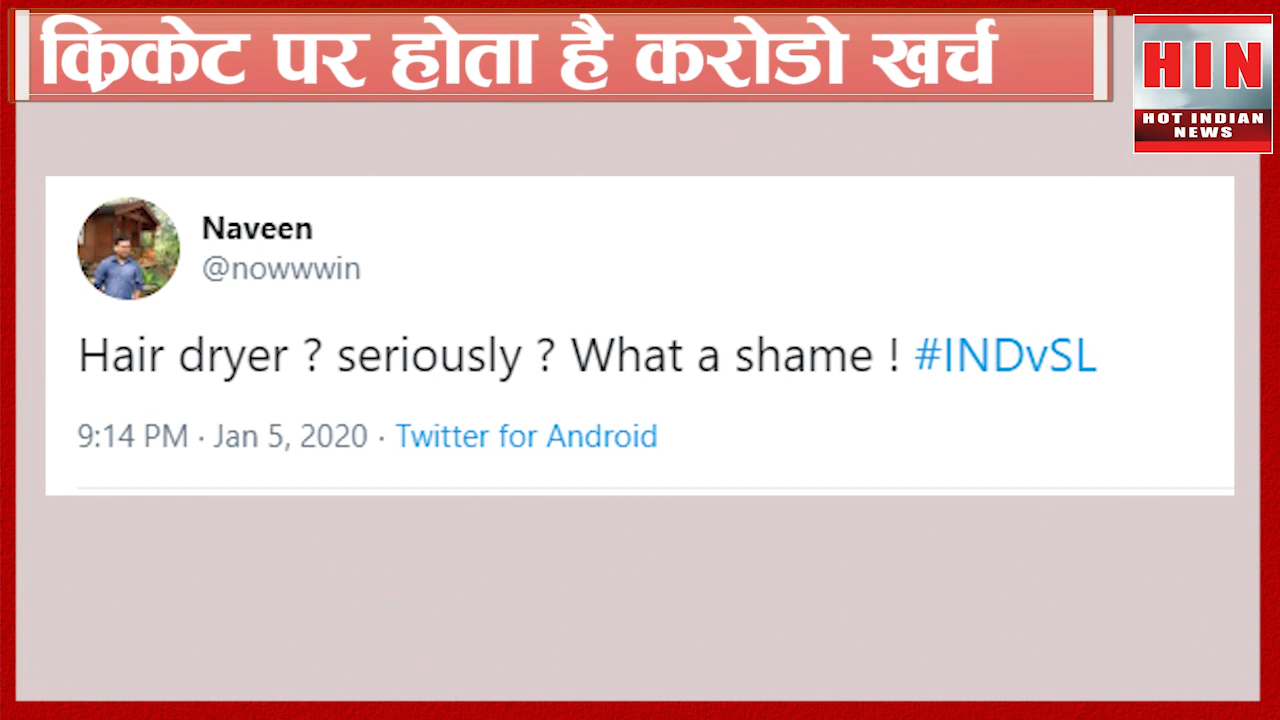 क्रिकेट पर होता है करोडो खर्च
HIN
HOT INDIAN
NEWS
Naveen
@nowwwin
Hair dryer ? seriously ? What a shame ! #INDvSL
9:14 PM · Jan 5, 2020 · Twitter for Android